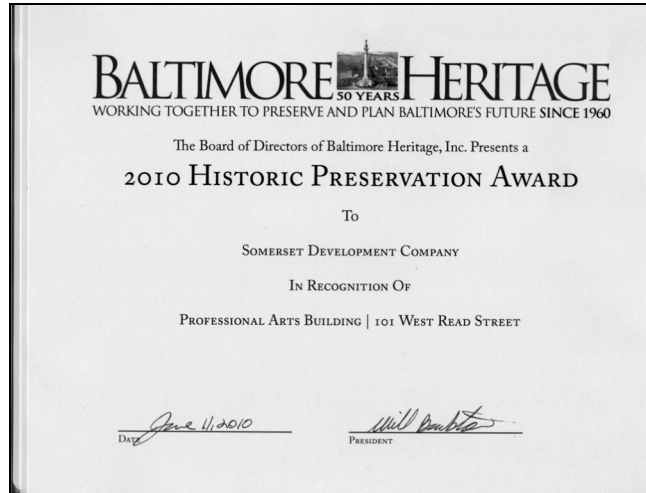 BALTIMORE HERITAGE
50 YEARS
WORKING TOGETHER TO PRESERVE AND PLAN BALTIMORE'S FUTURE SINCE 1960
The Board of Directors of Baltimore Heritage, Inc. Presents a
2010 HISTORIC PRESERVATION AWARD
To
SOMERSET DEVELOPMENT COMPANY
IN RECOGNITION OF
PROFESSIONAL ARTS BUILDING | 101 WEST READ STREET
June 11, 2010
Will
DATE
PRESIDENT